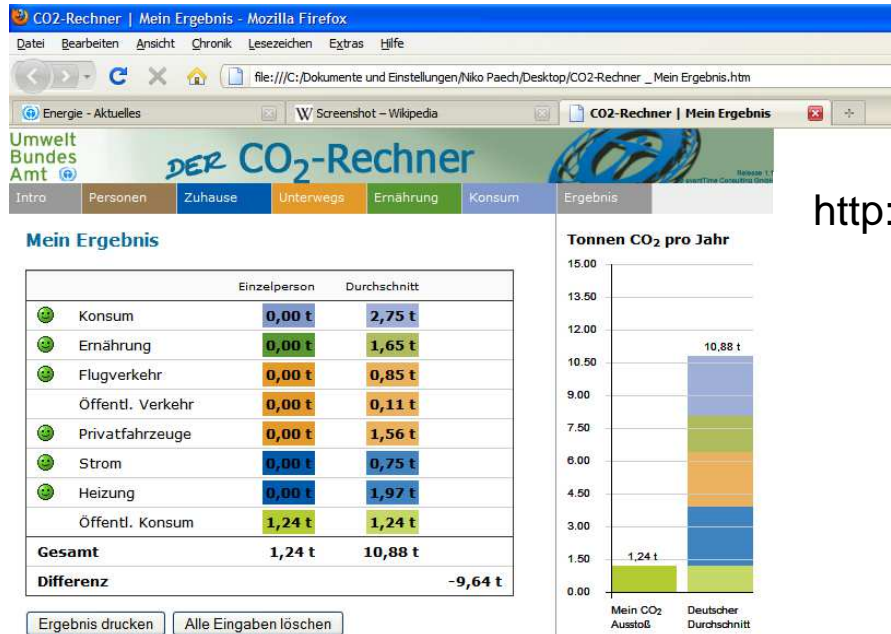 CO2-Rechner | Mein Ergebnis - Mozilla Firefox
Datei Bearbeiten Ansicht Chronik Lesezeichen Extras Hilfe
file:///C:/Dokumente und Einstellungen/Niko Paech/Desktop/CO2-Rechner _ Mein Ergebnis.htm
Energie - Aktuelles
Screenshot – Wikipedia
CO2-Rechner | Mein Ergebnis
Umwelt
Bundes
Amt
DER CO2-Rechner
Release 1.
eventTime Consulting GmbH
Intro Personen Zuhause Unterwegs Ernährung Konsum Ergebnis
http:
Mein Ergebnis
Einzelperson Durchschnitt
Konsum 0,00 t 2,75 t
Ernährung 0,00 t 1,65 t
Flugverkehr 0,00 t 0,85 t
Öffentl. Verkehr 0,00 t 0,11 t
Privatfahrzeuge 0,00 t 1,56 t
Strom 0,00 t 0,75 t
Heizung 0,00 t 1,97 t
Öffentl. Konsum 1,24 t 1,24 t
Gesamt 1,24 t 10,88 t
Differenz -9,64 t
Ergebnis drucken Alle Eingaben löschen
Tonnen CO2 pro Jahr
15.00
13.50
12.00
10,88 t
10.50
9.00
7.50
6.00
4.50
3.00
1.50
1,24 t
0.00
Mein CO2 Ausstoß
Deutscher Durchschnitt